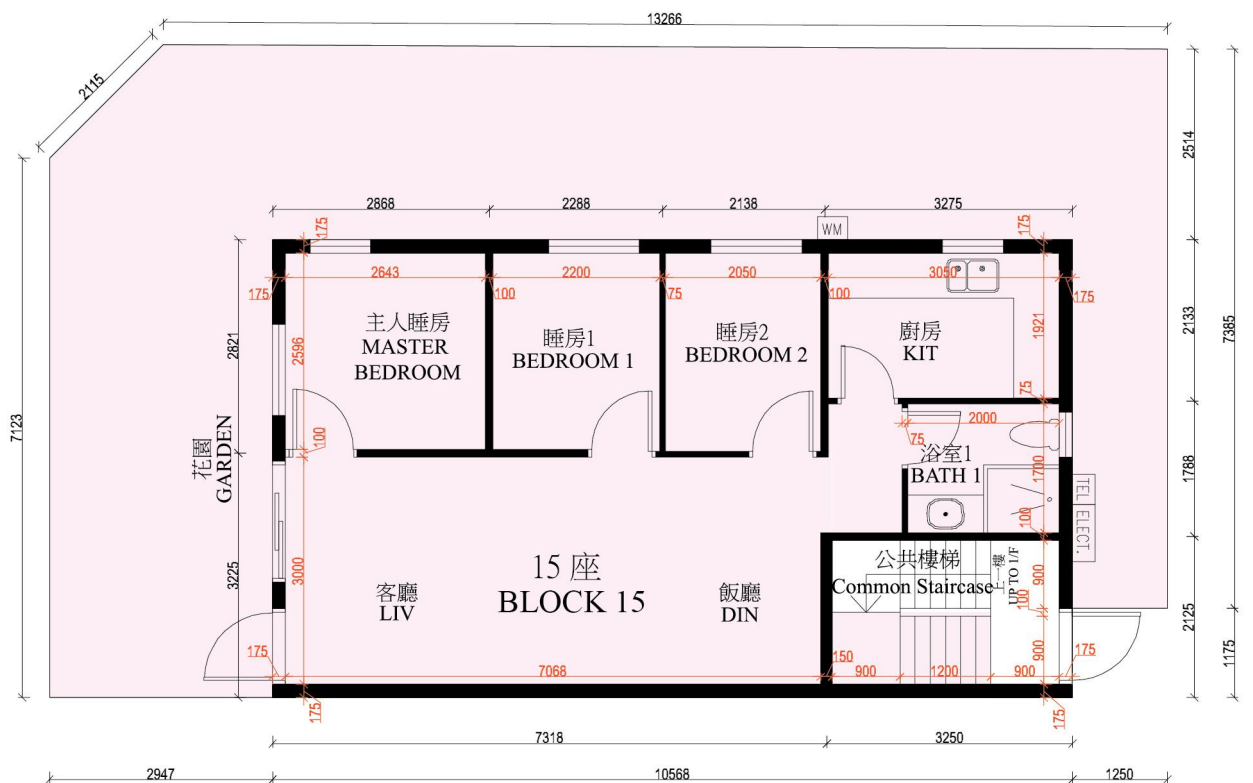 13266
2115
2514
2868
2288
2138
3275
WM
175
175
2643
2200
2050
3050
175
100
75
100
175
主人睡房
MASTER
BEDROOM
睡房1
BEDROOM 1
睡房2
BEDROOM 2
廚房
KIT
1921
2133
7385
2821
2596
75
7123
花園
GARDEN
100
75
2000
浴室1
BATH 1
1700
1788
TEL
ELECT.
100
3225
3000
客廳
LIV
15 座
BLOCK 15
飯廳
DIN
公共樓梯
Common Staircase
上一樓
UP TO 1/F
900
100
900
2125
1175
175
7068
150
900
1200
900
175
175
175
7318
3250
2947
10568
1250